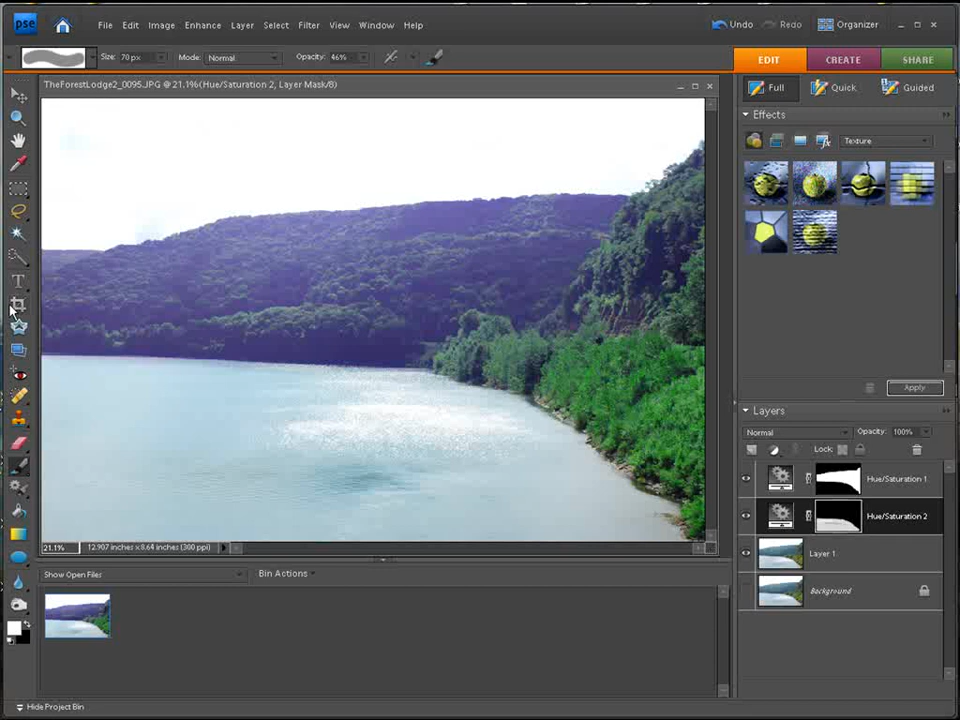 pse File Edit Image Enhance Layer Select Filter View Window Help Undo Redo Organizer
Size: 70 px Mode: Normal Opacity: 46% EDIT CREATE SHARE
TheForestLodge2_0095.JPG @ 21.1%(Hue/Saturation 2, Layer Mask/8)
Full Quick Guided
Effects
Texture
T
Apply
Layers
Normal Opacity: 100%
Lock:
Hue/Saturation 1
Hue/Saturation 2
Layer 1
Background
21.1% 12.907 inches x 8.64 inches (300 ppi)
Show Open Files Bin Actions
Hide Project Bin